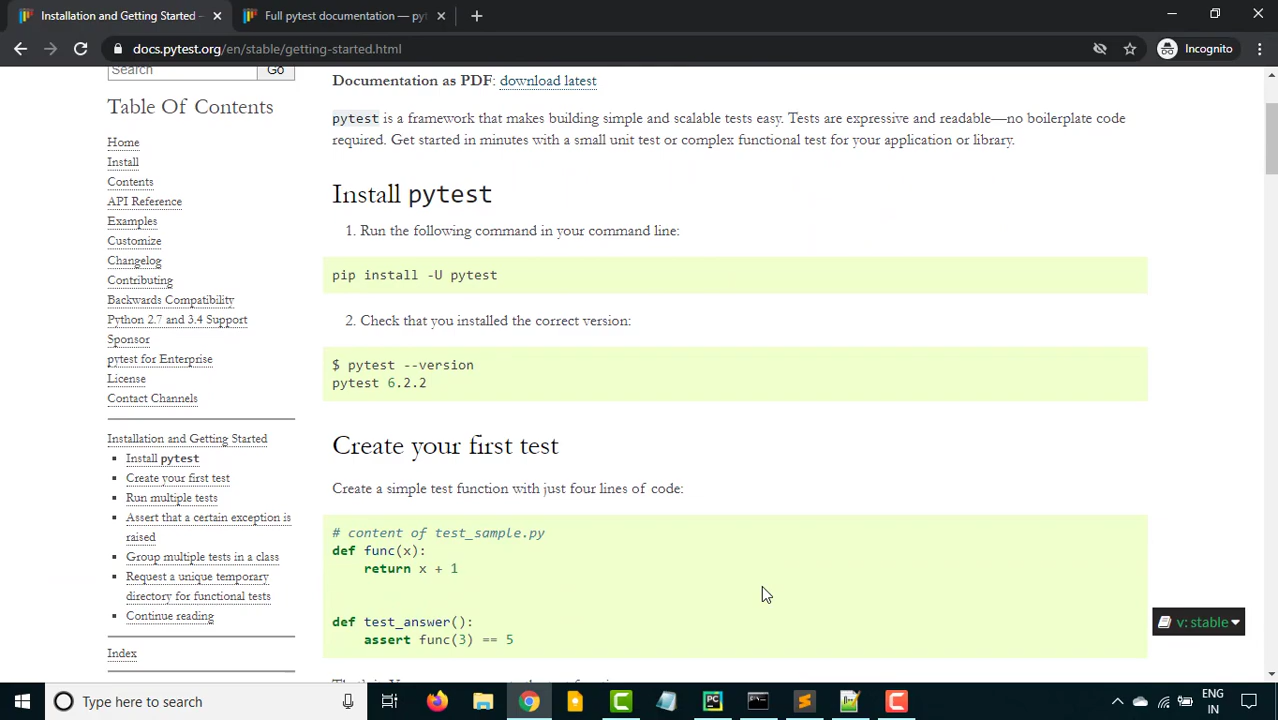 Installation and Getting Started —
Full pytest documentation — pyt
docs.pytest.org/en/stable/getting-started.html
Incognito
Search
Go
Table Of Contents
Home
Install
Contents
API Reference
Examples
Customize
Changelog
Contributing
Backwards Compatibility
Python 2.7 and 3.4 Support
Sponsor
pytest for Enterprise
License
Contact Channels
Installation and Getting Started
Install pytest
Create your first test
Run multiple tests
Assert that a certain exception is
raised
Group multiple tests in a class
Request a unique temporary
directory for functional tests
Continue reading
Index
Documentation as PDF: download latest
pytest is a framework that makes building simple and scalable tests easy. Tests are expressive and readable—no boilerplate code
required. Get started in minutes with a small unit test or complex functional test for your application or library.
Install pytest
1. Run the following command in your command line:
pip install -U pytest
2. Check that you installed the correct version:
$ pytest --version
pytest 6.2.2
Create your first test
Create a simple test function with just four lines of code:
# content of test_sample.py
def func(x):
    return x + 1
def test_answer():
    assert func(3) == 5
v: stable
Type here to search
PC
ENG
IN